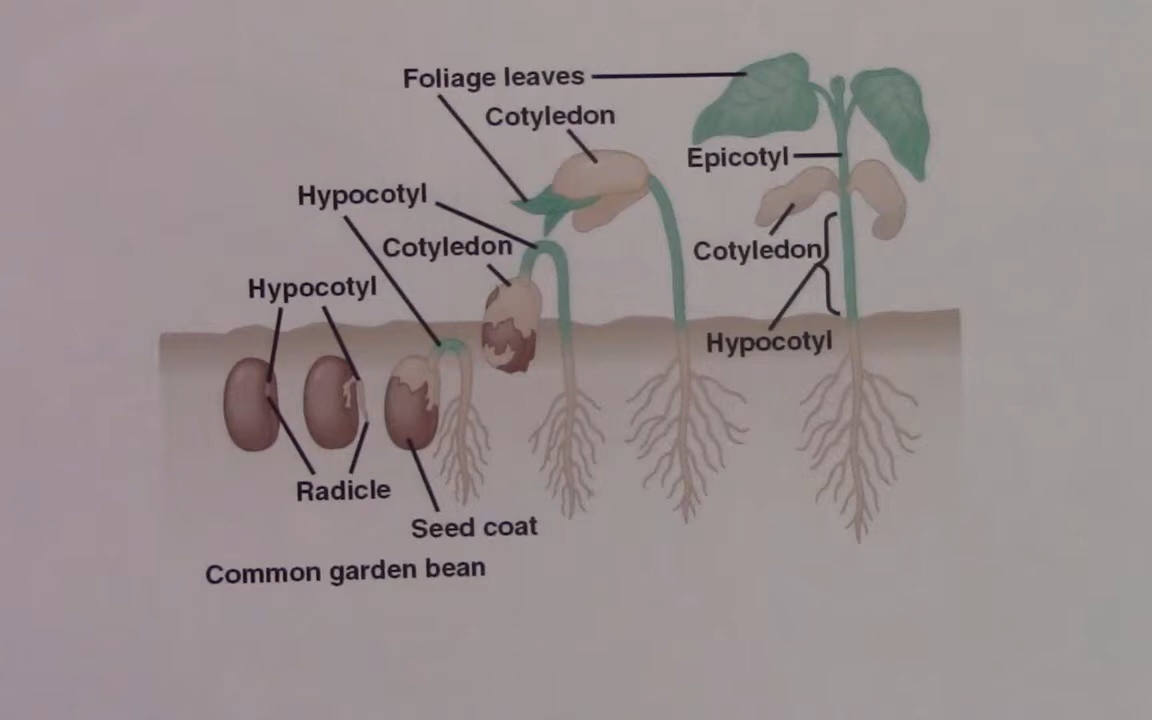 Foliage leaves
Cotyledon
Epicotyl
Hypocotyl
Cotyledon
Cotyledon
Hypocotyl
Hypocotyl
Radicle
Seed coat
Common garden bean